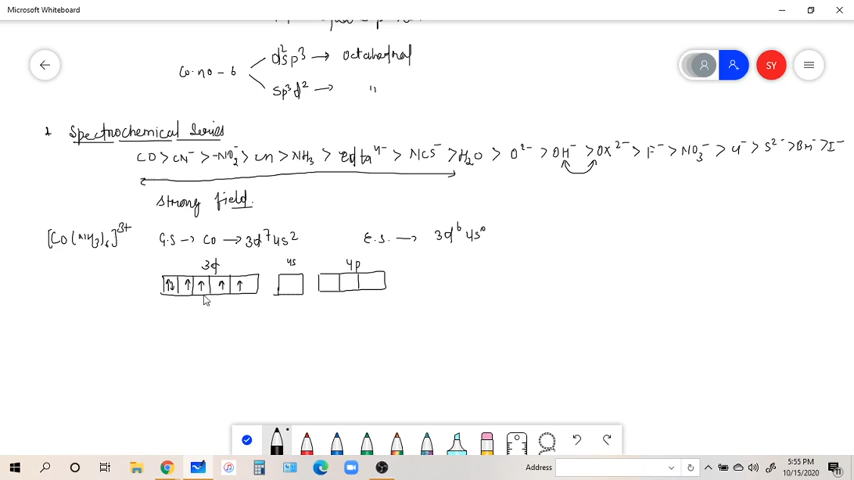 Microsoft Whiteboard
SY
d²sp³ → octahedral
Co. no - 6
sp³d² → "
1 Spectrochemical Series
CO > CN⁻ > -NO₂⁻ > en > NH₃ > edta⁴⁻ > NCS⁻ > H₂O > O²⁻ > OH⁻ > OX²⁻ > F⁻ > NO₃⁻ > Cl⁻ > S²⁻ > Br⁻ > I⁻
strong field.
[CO(NH₃)₆]³⁺ G.S → CO → 3d⁷4s² E.S. → 3d⁶ 4s⁰
3d 4s 4p
Address
5:55 PM
10/15/2020